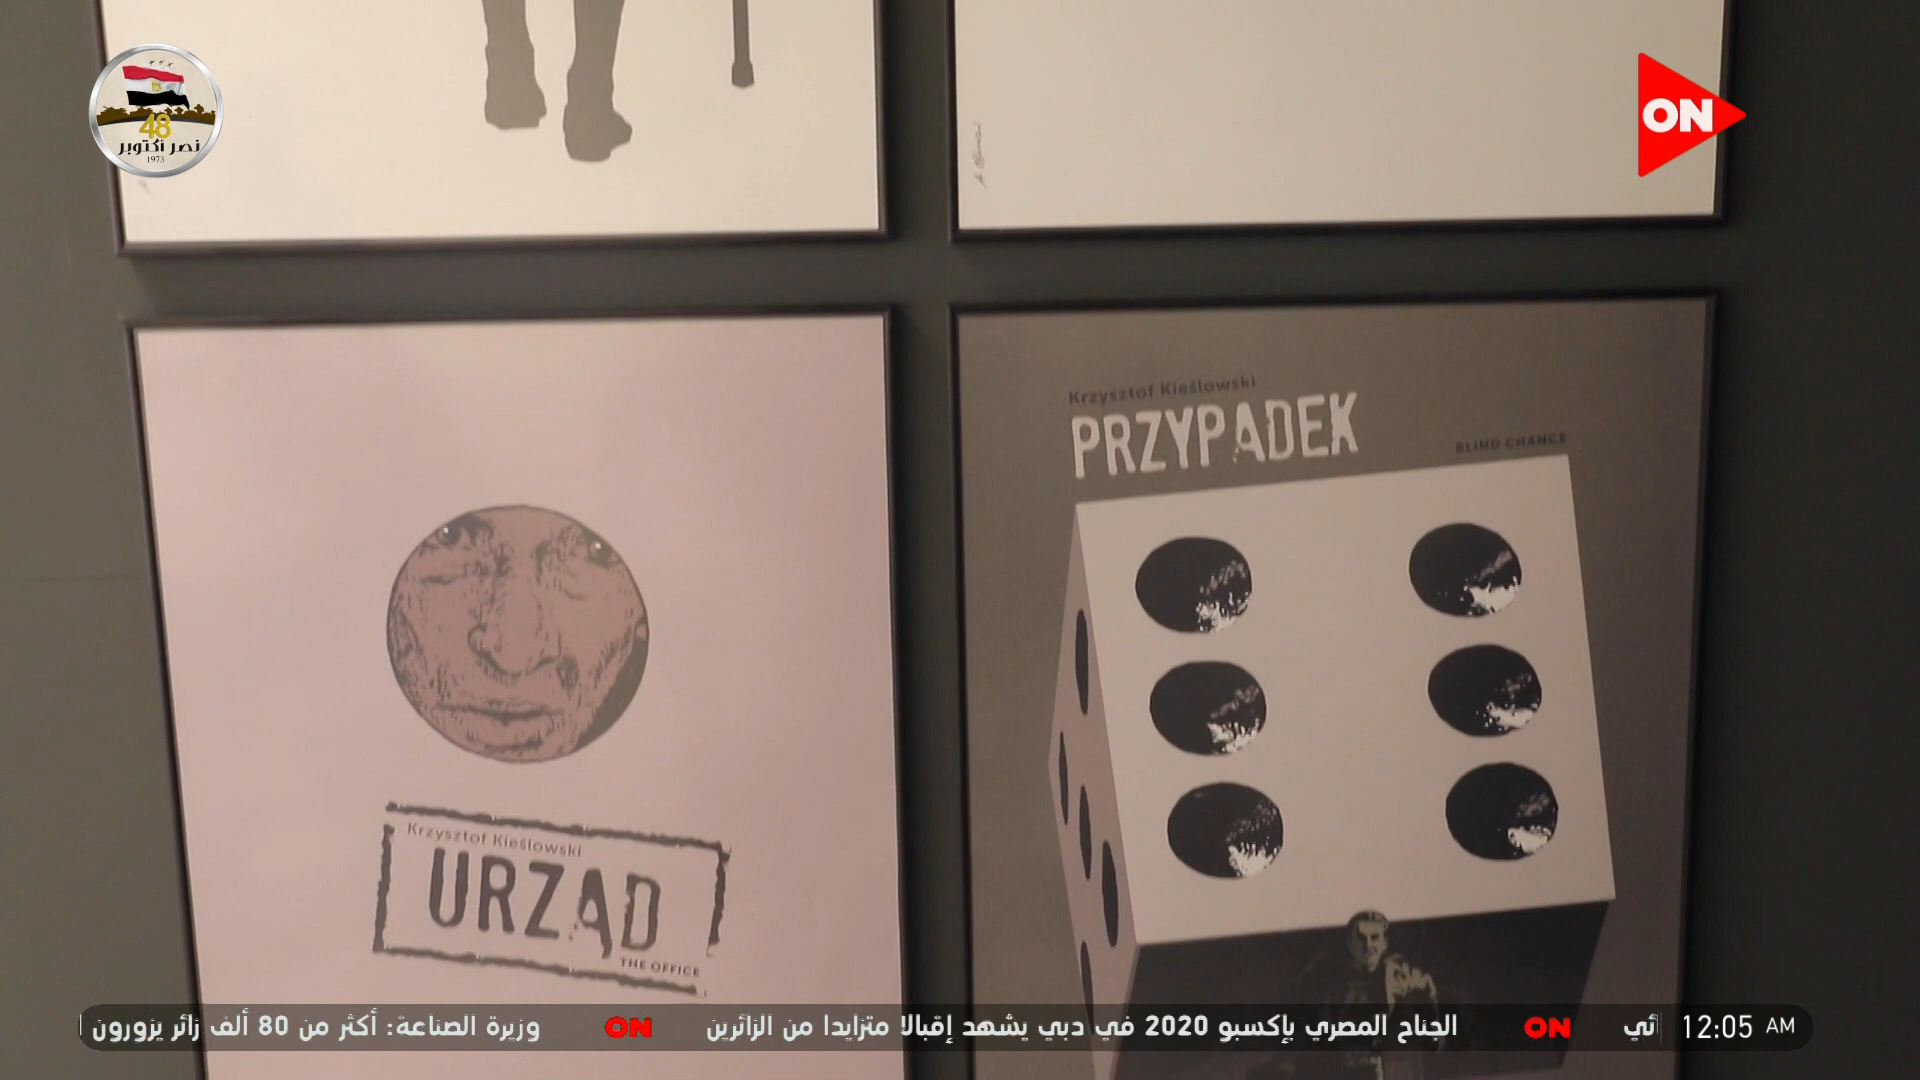 48
نصر أكتوبر
1973
ON
Krzysztof Kieślowski
PRZYPADEK
BLIND CHANCE
Krzysztof Kieślowski
URZĄD
THE OFFICE
12:05 AM
ئي ON الجناح المصري بإكسبو 2020 في دبي يشهد إقبالا متزايدا من الزائرين ON وزيرة الصناعة: أكثر من 80 ألف زائر يزورون